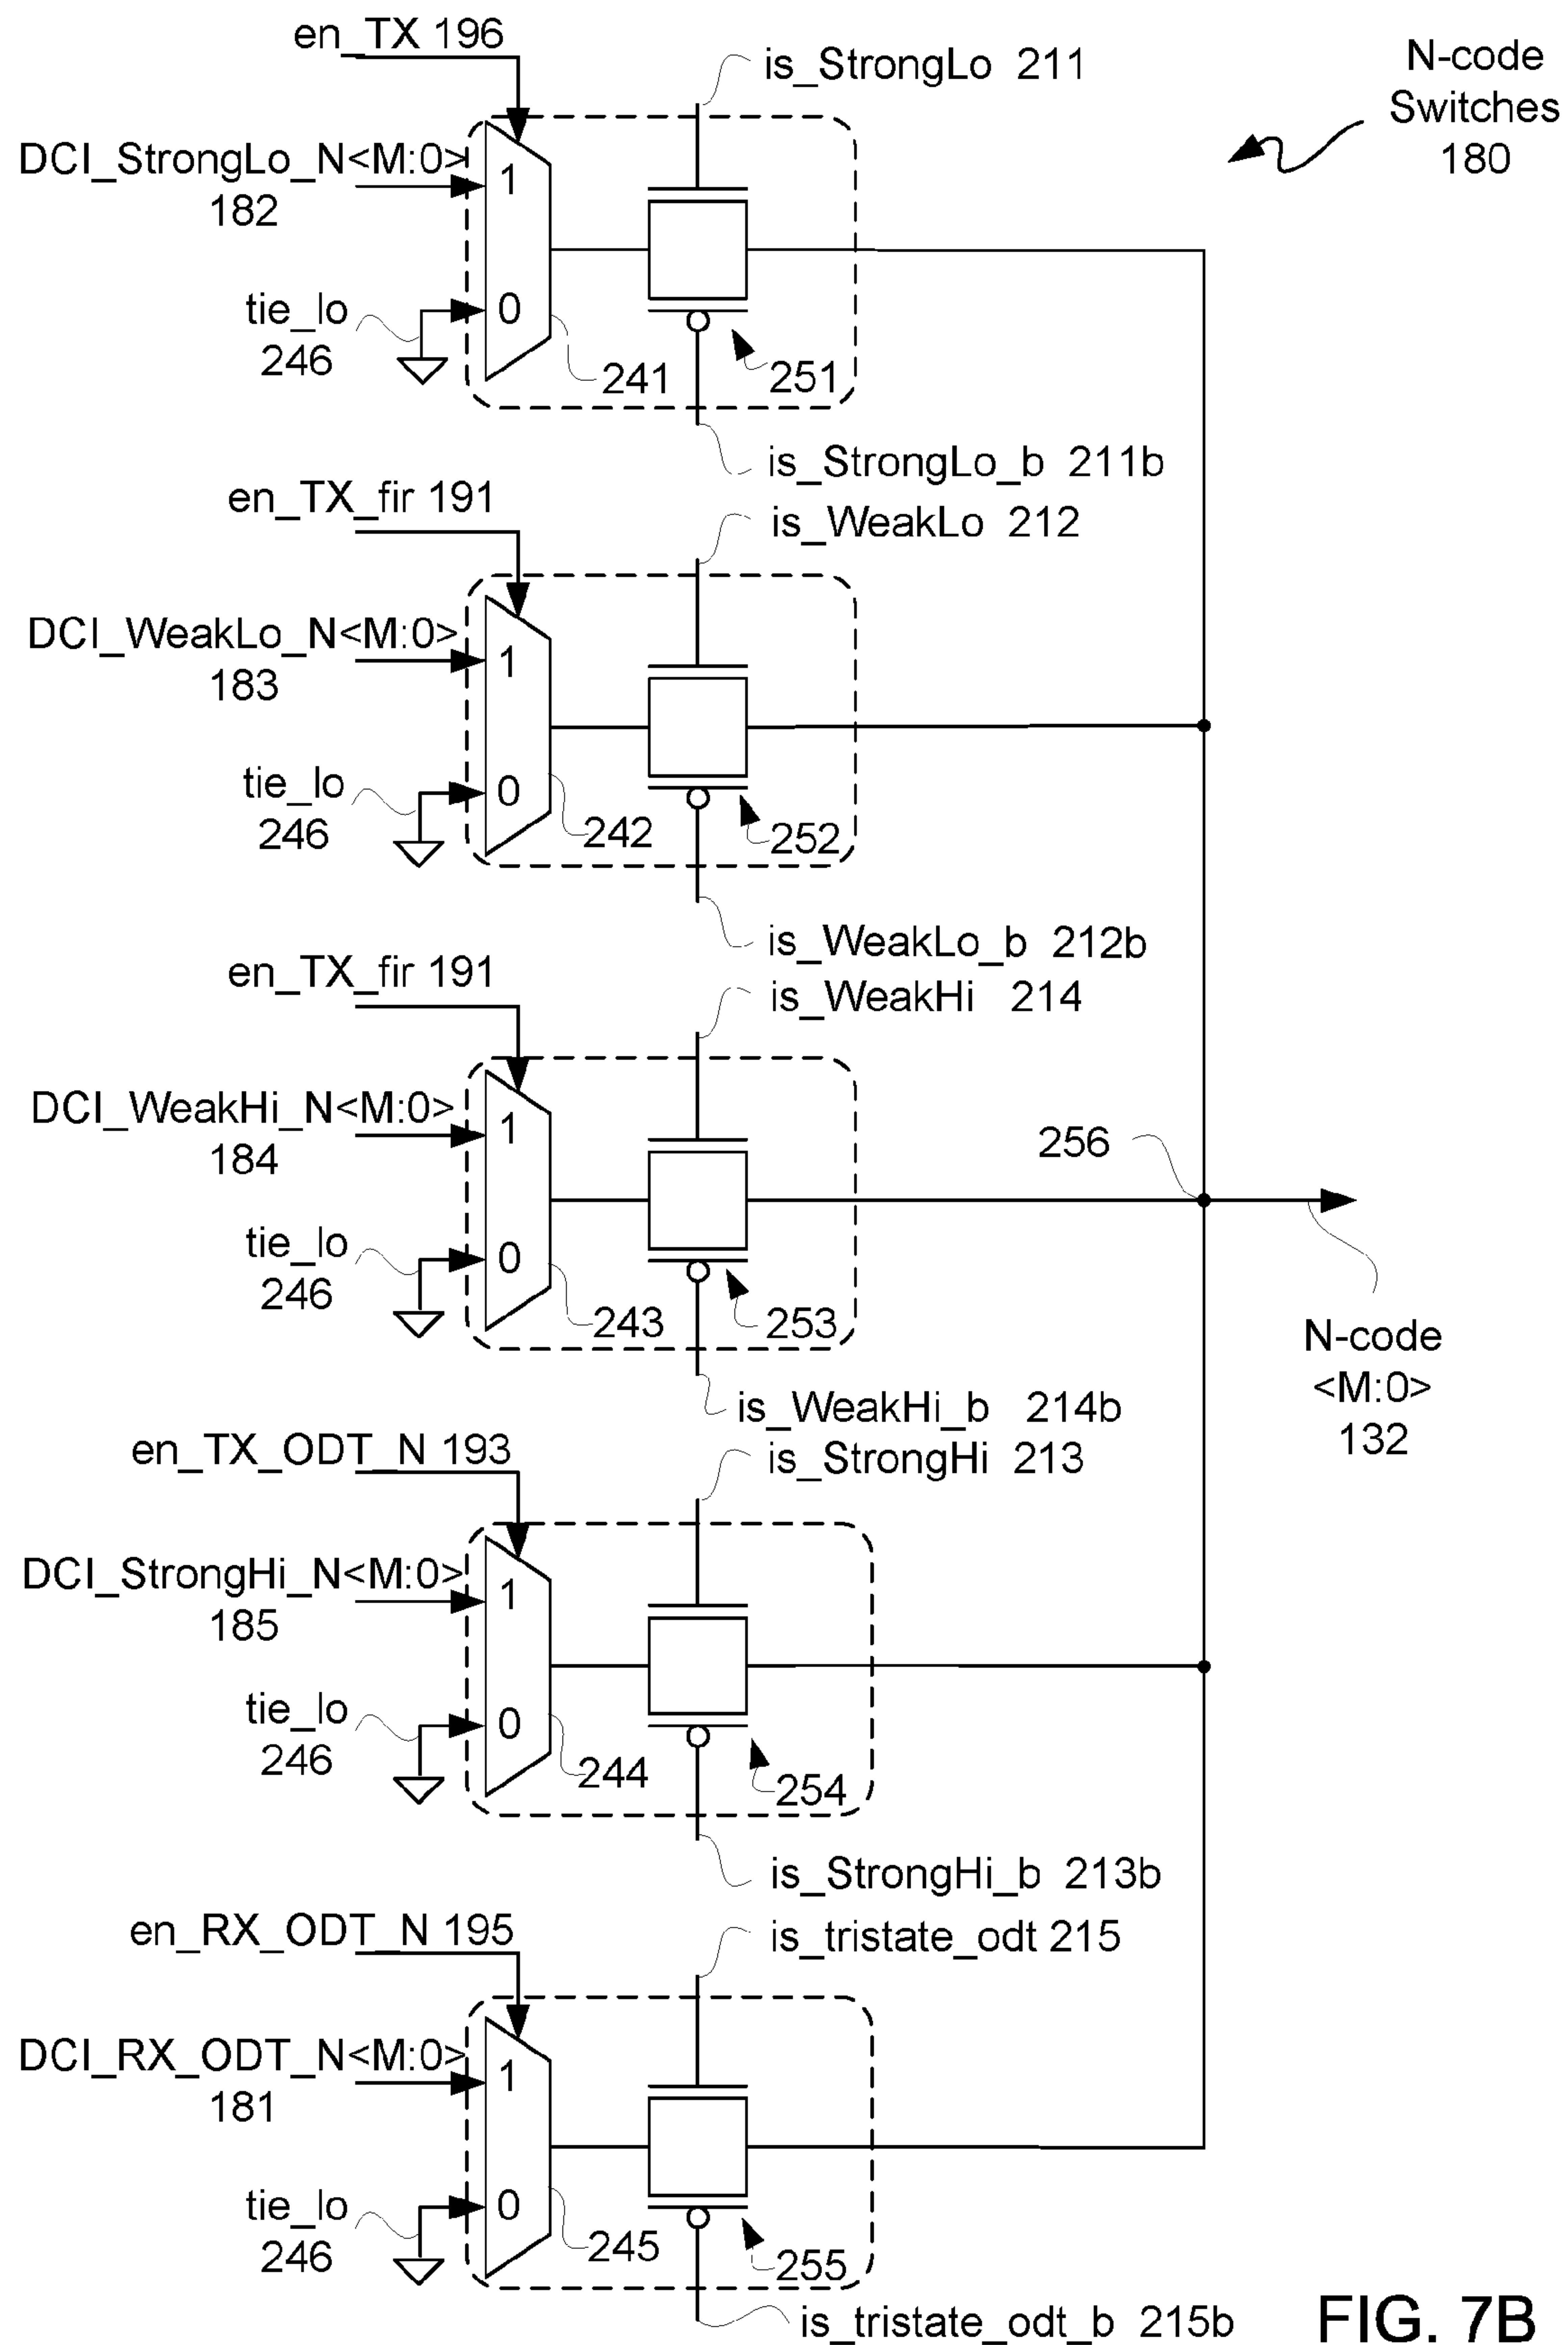 en_TX 196
is_StrongLo 211
N-code
Switches
180
DCI_StrongLo_N<M:0>
182
1
tie_lo
246
0
241
251
is_StrongLo_b 211b
en_TX_fir 191
is_WeakLo 212
DCI_WeakLo_N<M:0>
183
1
tie_lo
246
0
242
252
is_WeakLo_b 212b
en_TX_fir 191
is_WeakHi 214
DCI_WeakHi_N<M:0>
184
1
256
tie_lo
246
0
243
253
N-code
<M:0>
132
is_WeakHi_b 214b
en_TX_ODT_N 193
is_StrongHi 213
DCI_StrongHi_N<M:0>
185
1
tie_lo
246
0
244
254
is_StrongHi_b 213b
en_RX_ODT_N 195
is_tristate_odt 215
DCI_RX_ODT_N<M:0>
181
1
tie_lo
246
0
245
255
is_tristate_odt_b 215b
FIG. 7B